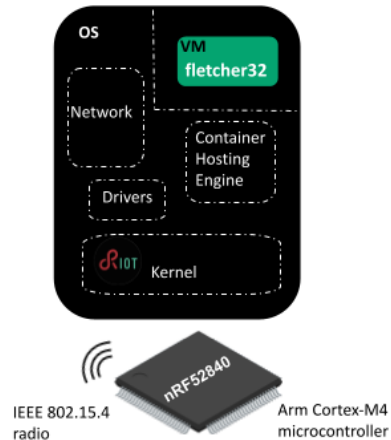 OS
VM
fletcher32
Network
Container
Hosting
Engine
Drivers
RIOT
Kernel
nRF52840
IEEE 802.15.4
radio
Arm Cortex-M4
microcontroller